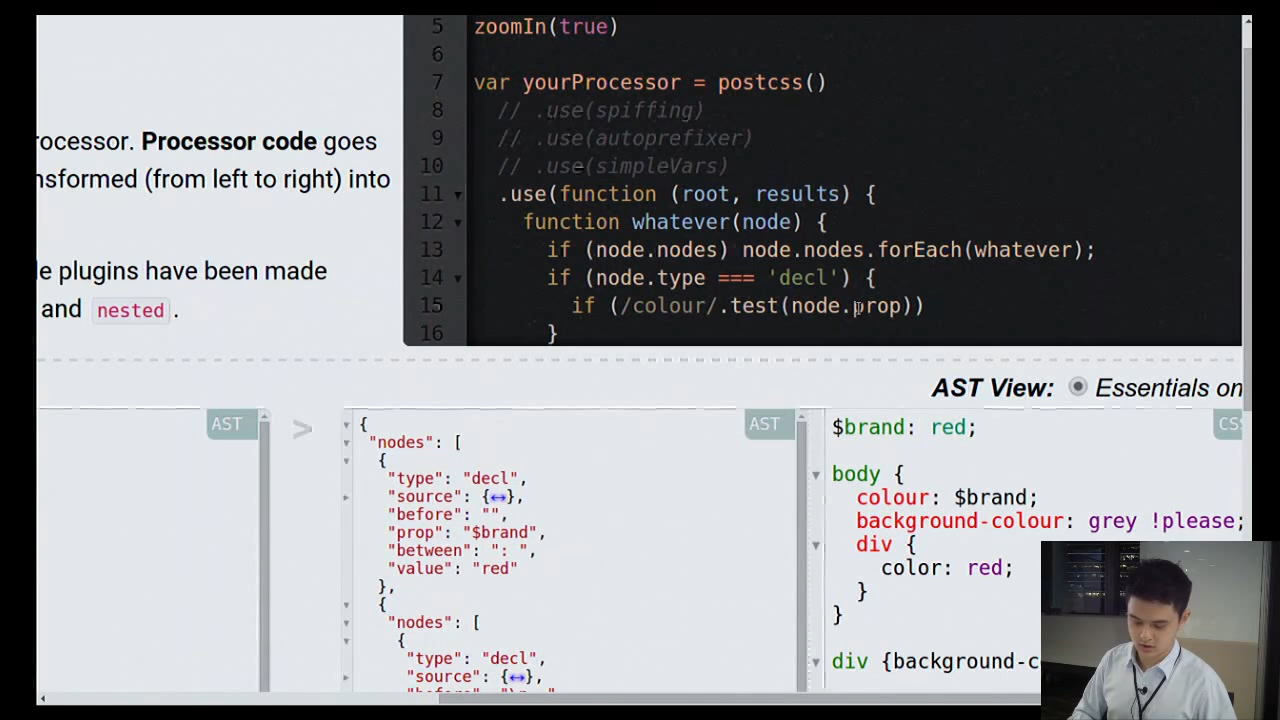 5 zoomIn(true)
6
7 var yourProcessor = postcss()
8 // .use(spiffing)
9 // .use(autoprefixer)
10 // .use(simpleVars)
11 .use(function (root, results) {
12 function whatever(node) {
13 if (node.nodes) node.nodes.forEach(whatever);
14 if (node.type === 'decl') {
15 if (/colour/.test(node.prop))
16 }
rocessor. Processor code goes
nsformed (from left to right) into
le plugins have been made
and nested .
AST View: Essentials on
AST
>
AST
{
"nodes": [
{
"type": "decl",
"source": {↔},
"before": "",
"prop": "$brand",
"between": ": ",
"value": "red"
},
{
"nodes": [
{
"type": "decl",
"source": {↔},
CS
$brand: red;
body {
colour: $brand;
background-colour: grey !please;
div {
color: red;
}
}
div {background-c